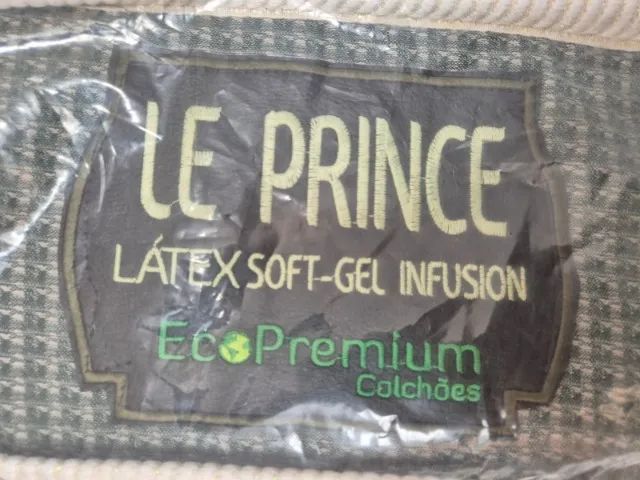 LE PRINCE
LÁTEX SOFT-GEL INFUSION
EcoPremium
Colchões